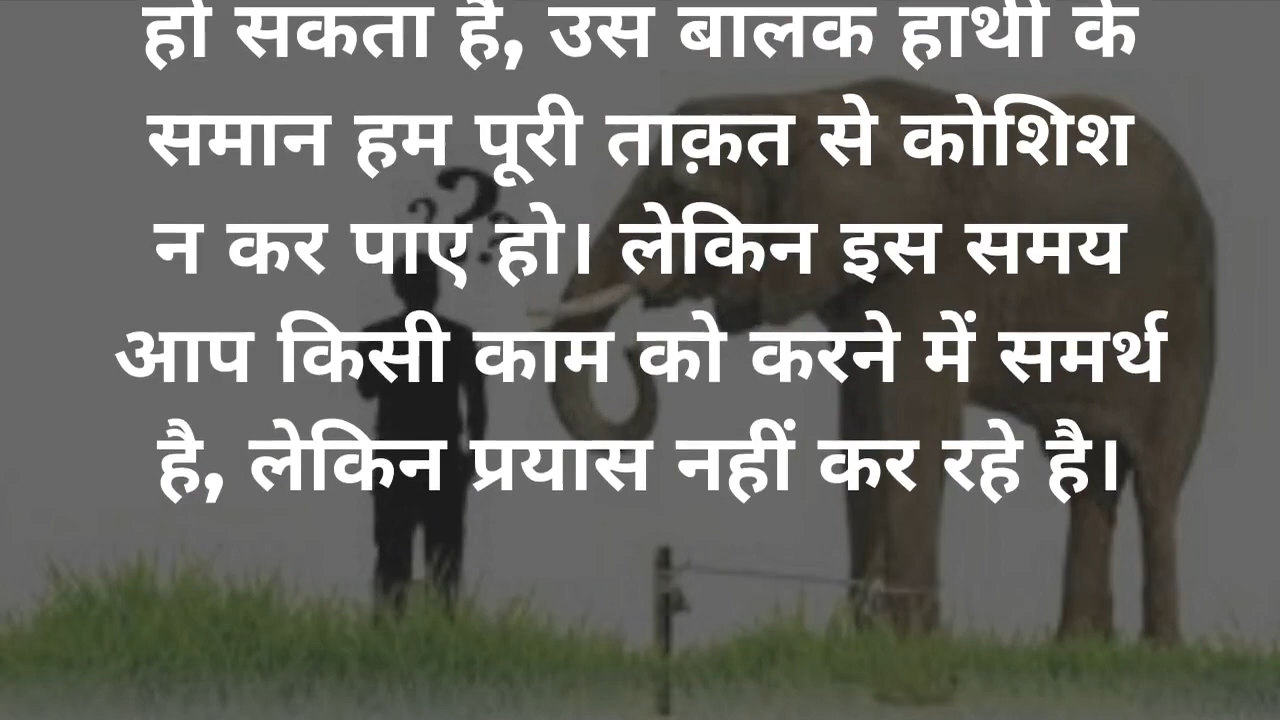 हो सकता है, उस बालक हाथी के
समान हम पूरी ताक़त से कोशिश
न कर पाए हो। लेकिन इस समय
आप किसी काम को करने में समर्थ
है, लेकिन प्रयास नहीं कर रहे है।